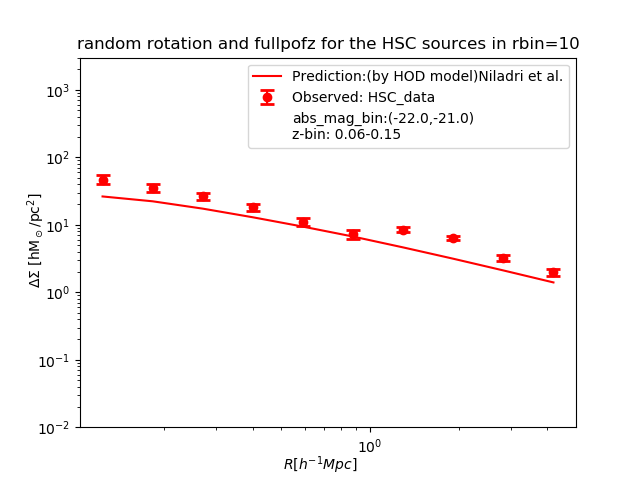 random rotation and fullpofz for the HSC sources in rbin=10
Prediction:(by HOD model)Niladri et al.
Observed: HSC_data
abs_mag_bin:(-22.0,-21.0)
z-bin: 0.06-0.15
ΔΣ [hM⊙/pc²]
10³
10²
10¹
10⁰
10⁻¹
10⁻²
10⁰
R[h⁻¹Mpc]